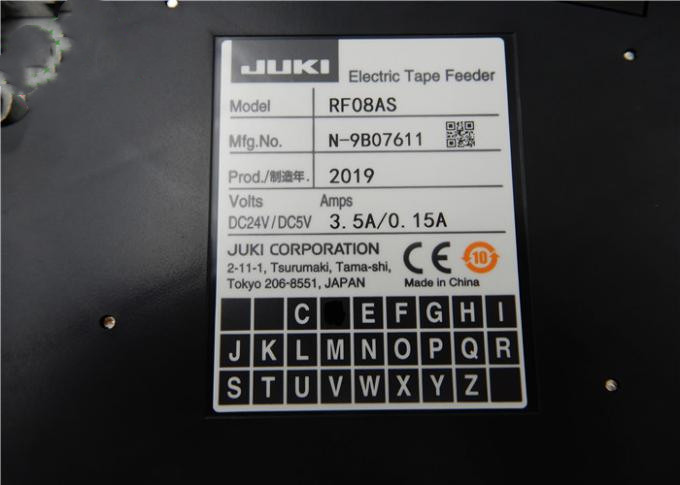 JUKI Electric Tape Feeder
Model RF08AS
Mfg.No. N-9B07611
Prod./制造年. 2019
Volts Amps
DC24V/DC5V 3.5A/0.15A
JUKI CORPORATION
2-11-1, Tsurumaki, Tama-shi,
Tokyo 206-8551, JAPAN
CE 10
Made in China
C E F G H I
J K L M N O P Q R
S T U V W X Y Z